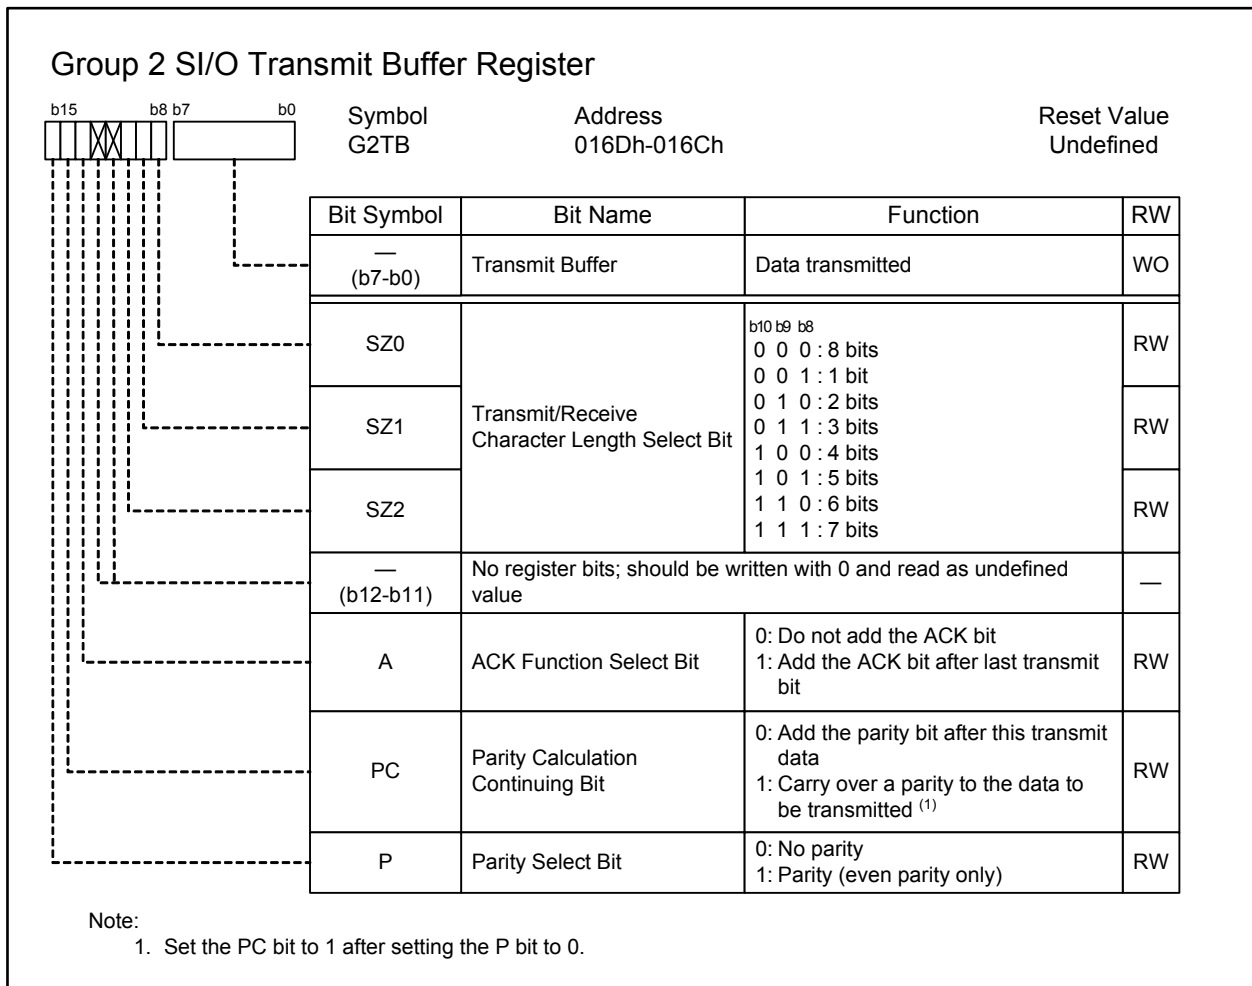 Group 2 SI/O Transmit Buffer Register
b15 b8 b7 b0
Symbol Address Reset Value
G2TB 016Dh-016Ch Undefined
Bit Symbol Bit Name Function RW
—
(b7-b0) Transmit Buffer Data transmitted WO
SZ0 RW
SZ1 RW
SZ2 RW
Transmit/Receive
Character Length Select Bit
b10 b9 b8
0 0 0 : 8 bits
0 0 1 : 1 bit
0 1 0 : 2 bits
0 1 1 : 3 bits
1 0 0 : 4 bits
1 0 1 : 5 bits
1 1 0 : 6 bits
1 1 1 : 7 bits
—
(b12-b11)
No register bits; should be written with 0 and read as undefined
value
—
A ACK Function Select Bit
0: Do not add the ACK bit
1: Add the ACK bit after last transmit
bit
RW
PC
Parity Calculation
Continuing Bit
0: Add the parity bit after this transmit
data
1: Carry over a parity to the data to
be transmitted (1)
RW
P Parity Select Bit
0: No parity
1: Parity (even parity only)
RW
Note:
1. Set the PC bit to 1 after setting the P bit to 0.